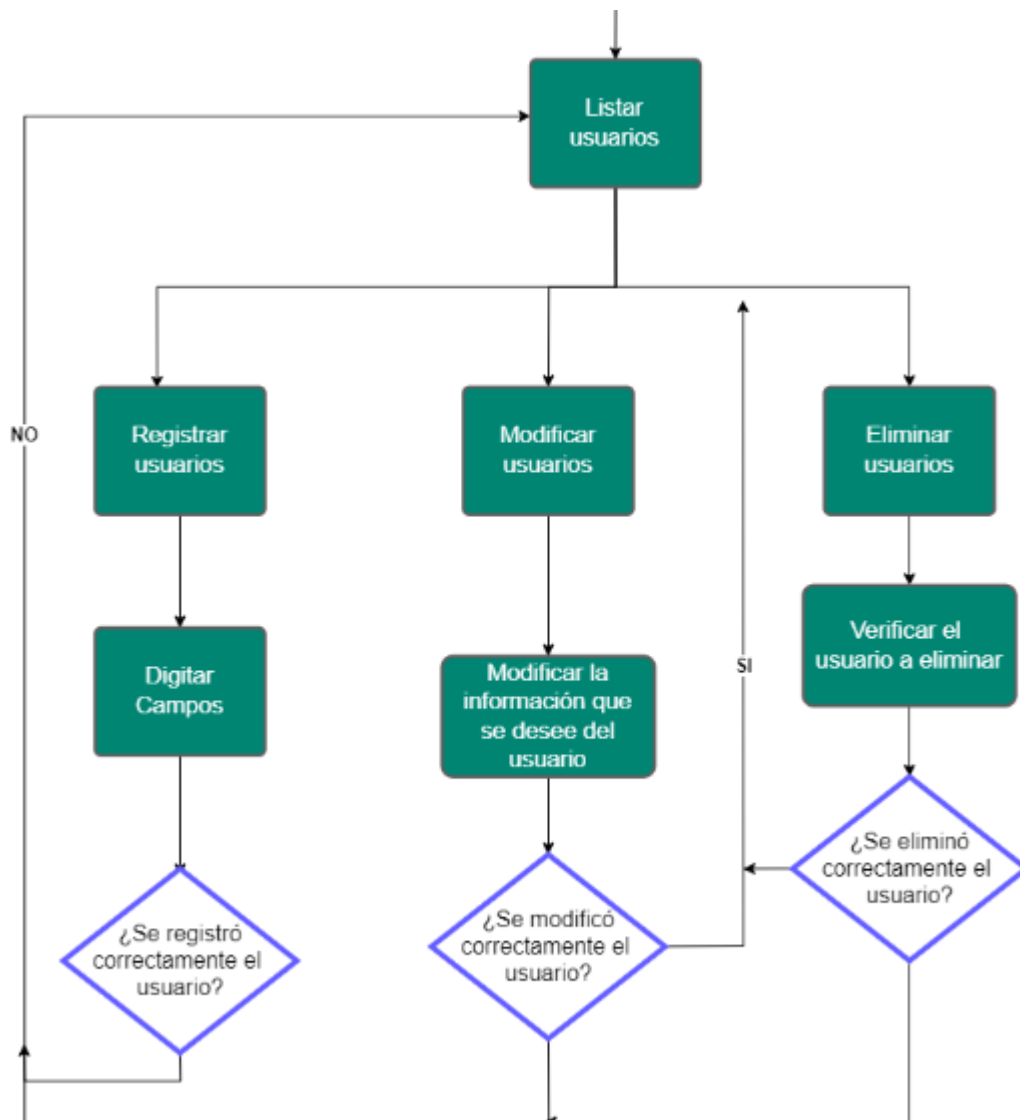 Listar
usuarios
NO
Registrar
usuarios
Modificar
usuarios
Eliminar
usuarios
Digitar
Campos
Modificar la
información que
se desee del
usuario
SI
Verificar el
usuario a eliminar
¿Se registró
correctamente el
usuario?
¿Se modificó
correctamente el
usuario?
¿Se eliminó
correctamente el
usuario?